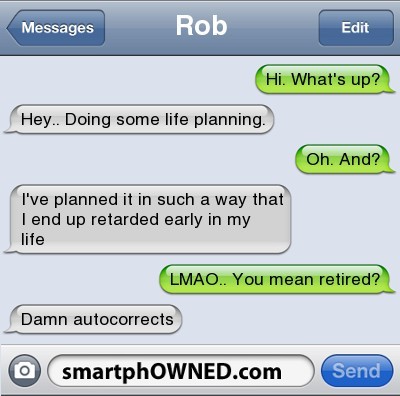 Messages
Rob
Edit
Hi. What's up?
Hey.. Doing some life planning.
Oh. And?
I've planned it in such a way that
I end up retarded early in my
life
LMAO.. You mean retired?
Damn autocorrects
smartphOWNED.com
Send